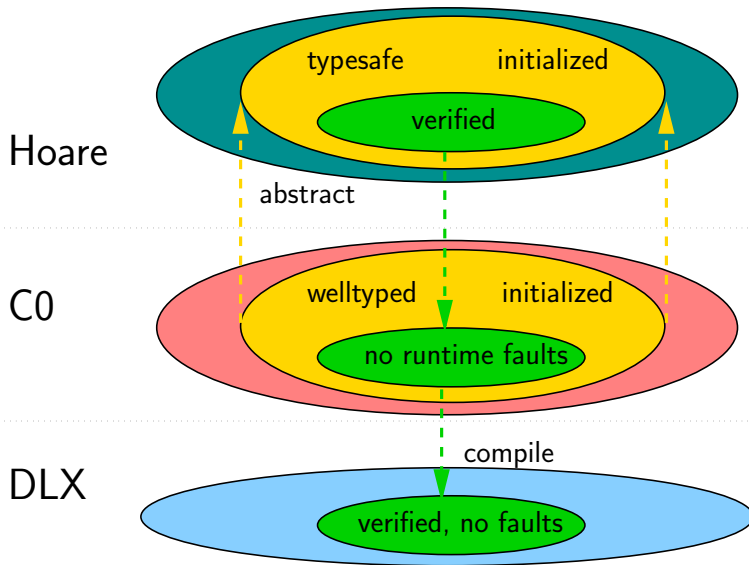 typesafe initialized
verified
Hoare
abstract
welltyped initialized
C0
no runtime faults
compile
DLX
verified, no faults